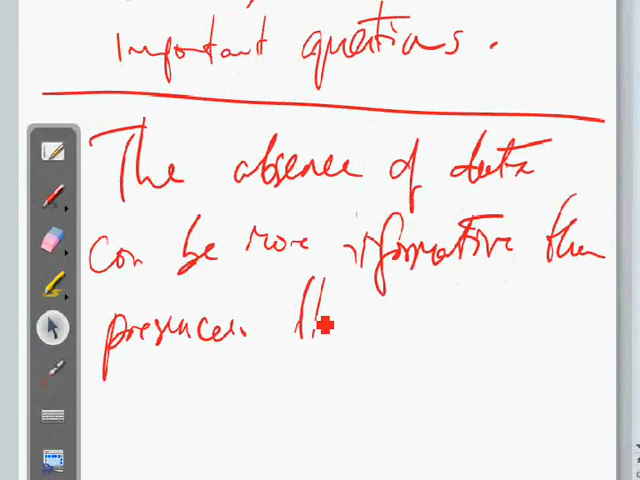 important questions.
The absence of data
can be more informative than
presence.